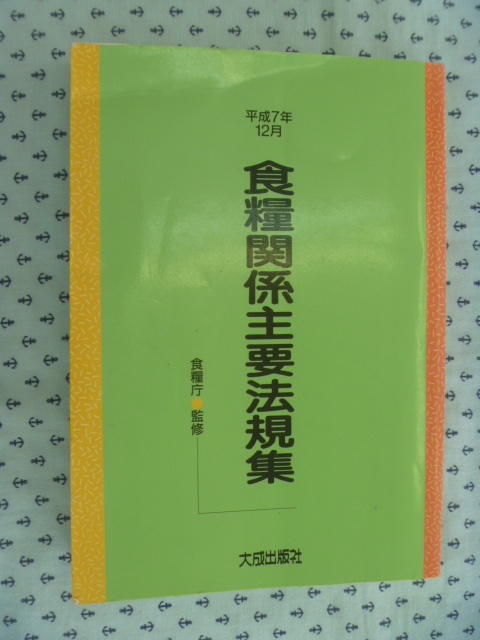 平成7年
12月
食糧関係主要法規集
食糧庁●監修
大成出版社